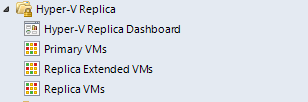 Hyper-V Replica
Hyper-V Replica Dashboard
Primary VMs
Replica Extended VMs
Replica VMs